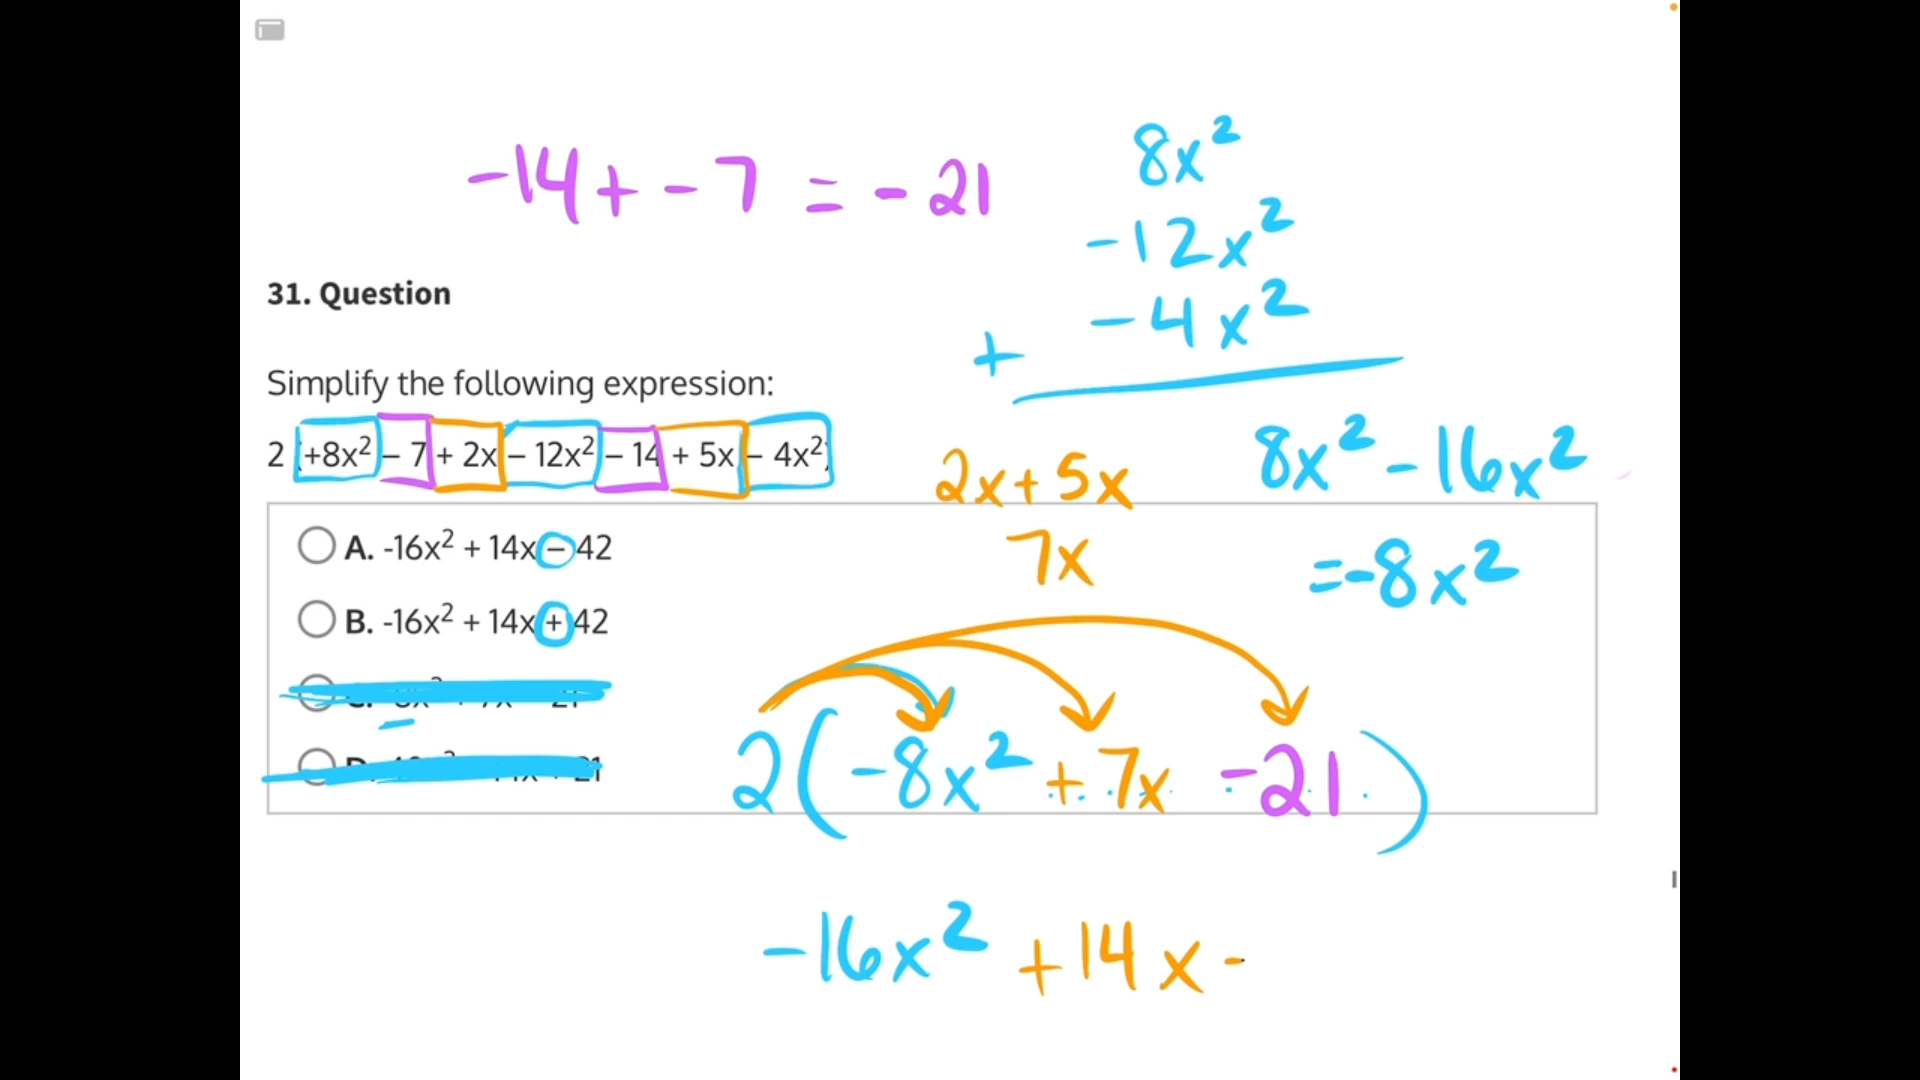 -14 + -7 = -21
8x²
-12x²
+ -4x²
8x² - 16x²
= -8x²
31. Question
Simplify the following expression:
2 (+8x² – 7 + 2x – 12x² – 14 + 5x – 4x²)
2x + 5x
7x
A. -16x² + 14x – 42
B. -16x² + 14x + 42
2(-8x² + 7x -21)
-16x² + 14x -